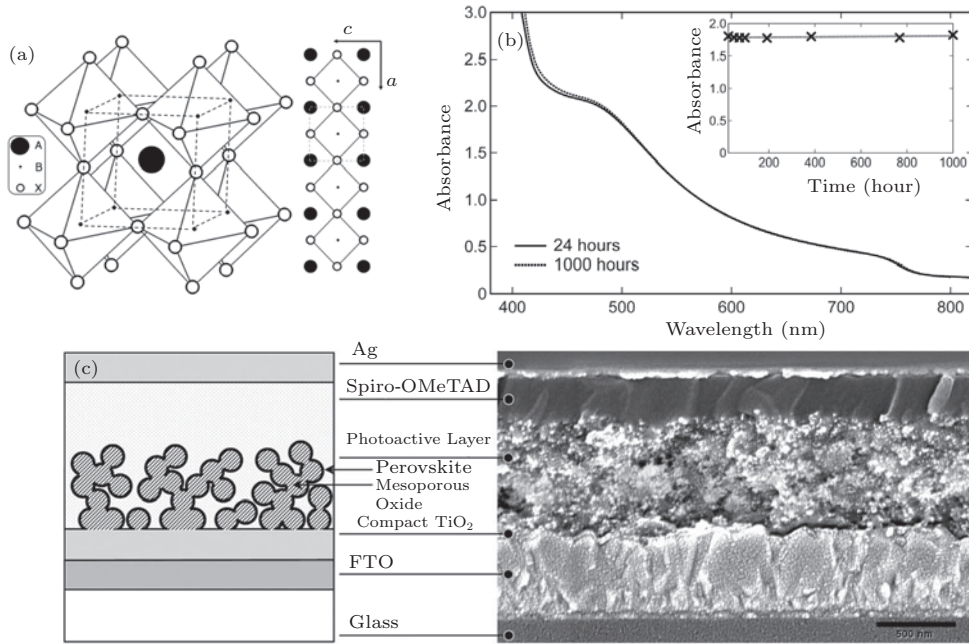 (a)
c
a
A
B
X
(b)
3.0
2.5
2.0
1.5
1.0
0.5
0
400
500
600
700
800
Absorbance
Wavelength (nm)
24 hours
1000 hours
2.0
1.5
1.0
0.5
0
200
400
600
800
1000
Absorbance
Time (hour)
(c)
Ag
Spiro-OMeTAD
Photoactive Layer
Perovskite
Mesoporous
Oxide
Compact TiO₂
FTO
Glass
500 nm